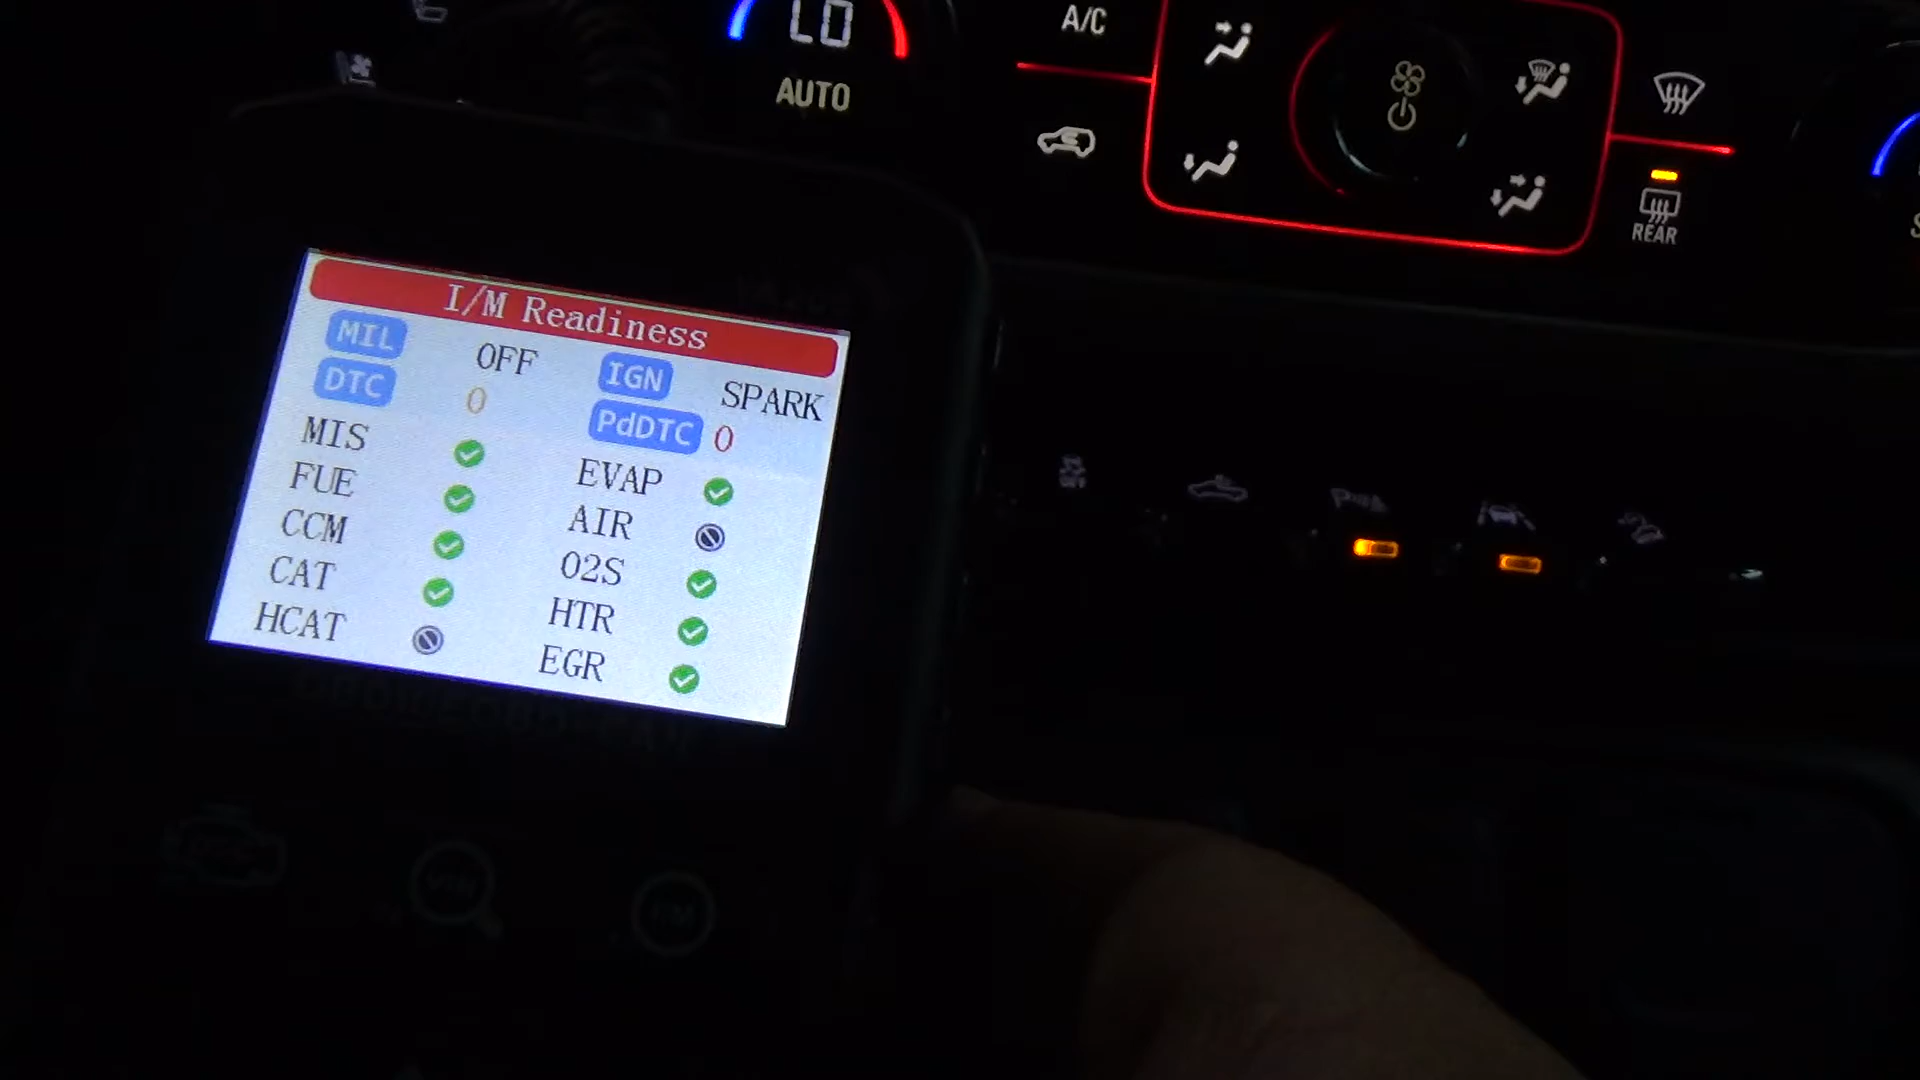 LO
AUTO
A/C
REAR
I/M Readiness
MIL OFF IGN SPARK
DTC 0 PdDTC 0
MIS EVAP
FUE AIR
CCM O2S
CAT HTR
HCAT EGR
VIN
I/M